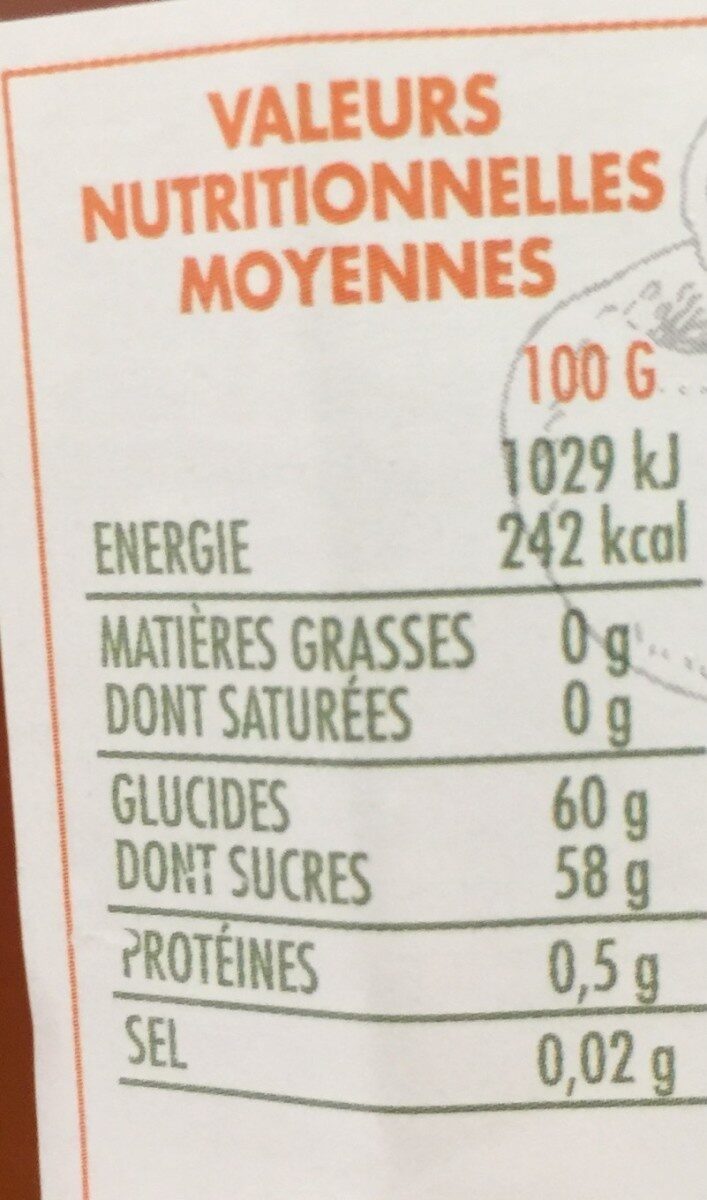 VALEURS
NUTRITIONNELLES
MOYENNES
100 G
1029 kJ
ENERGIE 242 kcal
MATIÈRES GRASSES 0 g
DONT SATURÉES 0 g
GLUCIDES 60 g
DONT SUCRES 58 g
PROTÉINES 0,5 g
SEL 0,02 g